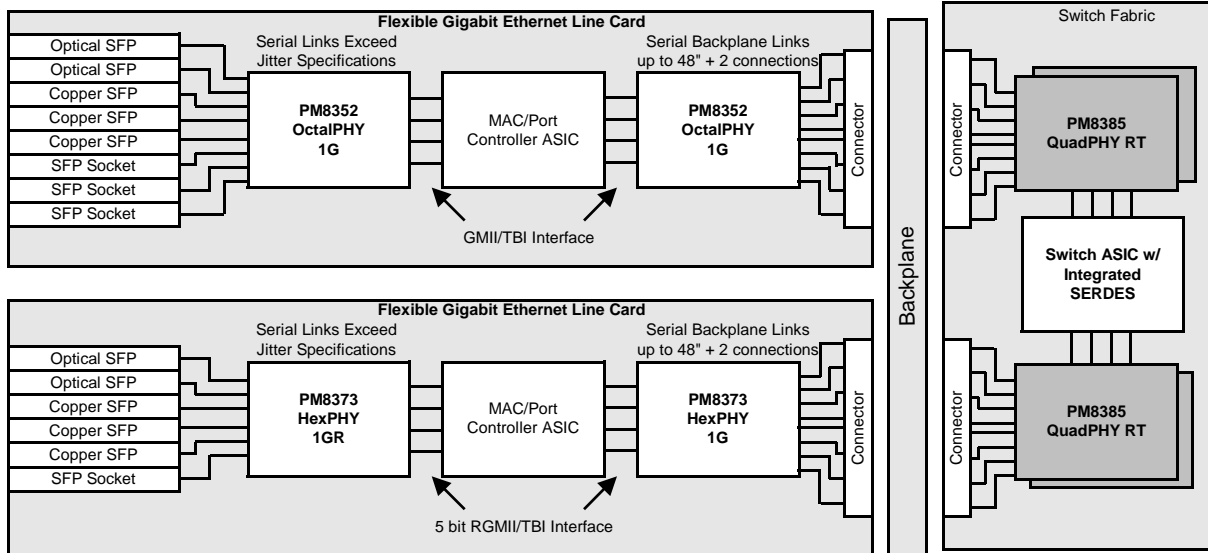 Flexible Gigabit Ethernet Line Card
Optical SFP
Optical SFP
Copper SFP
Copper SFP
Copper SFP
SFP Socket
SFP Socket
SFP Socket
Serial Links Exceed
Jitter Specifications
PM8352
OctalPHY
1G
MAC/Port
Controller ASIC
Serial Backplane Links
up to 48" + 2 connections
PM8352
OctalPHY
1G
Connector
GMII/TBI Interface
Flexible Gigabit Ethernet Line Card
Optical SFP
Optical SFP
Copper SFP
Copper SFP
Copper SFP
SFP Socket
Serial Links Exceed
Jitter Specifications
PM8373
HexPHY
1GR
MAC/Port
Controller ASIC
Serial Backplane Links
up to 48" + 2 connections
PM8373
HexPHY
1G
Connector
5 bit RGMII/TBI Interface
Backplane
Switch Fabric
Connector
PM8385
QuadPHY RT
Switch ASIC w/
Integrated
SERDES
Connector
PM8385
QuadPHY RT